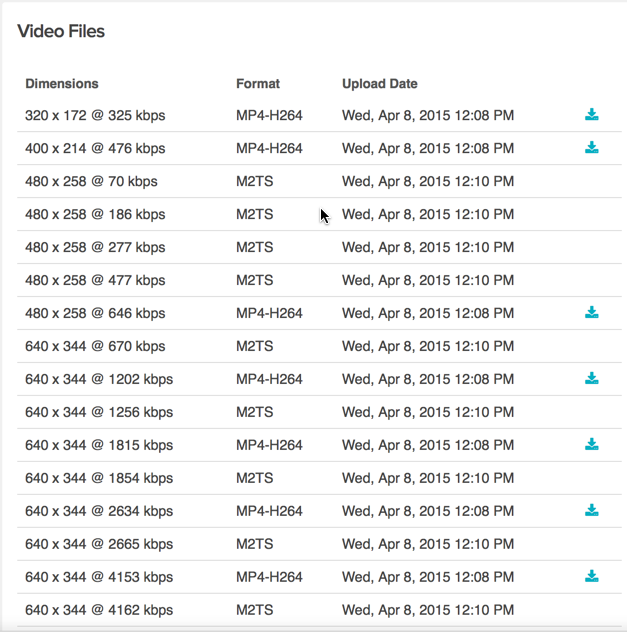 Video Files
Dimensions Format Upload Date
320 x 172 @ 325 kbps MP4-H264 Wed, Apr 8, 2015 12:08 PM
400 x 214 @ 476 kbps MP4-H264 Wed, Apr 8, 2015 12:08 PM
480 x 258 @ 70 kbps M2TS Wed, Apr 8, 2015 12:10 PM
480 x 258 @ 186 kbps M2TS Wed, Apr 8, 2015 12:10 PM
480 x 258 @ 277 kbps M2TS Wed, Apr 8, 2015 12:10 PM
480 x 258 @ 477 kbps M2TS Wed, Apr 8, 2015 12:10 PM
480 x 258 @ 646 kbps MP4-H264 Wed, Apr 8, 2015 12:08 PM
640 x 344 @ 670 kbps M2TS Wed, Apr 8, 2015 12:10 PM
640 x 344 @ 1202 kbps MP4-H264 Wed, Apr 8, 2015 12:08 PM
640 x 344 @ 1256 kbps M2TS Wed, Apr 8, 2015 12:10 PM
640 x 344 @ 1815 kbps MP4-H264 Wed, Apr 8, 2015 12:08 PM
640 x 344 @ 1854 kbps M2TS Wed, Apr 8, 2015 12:10 PM
640 x 344 @ 2634 kbps MP4-H264 Wed, Apr 8, 2015 12:08 PM
640 x 344 @ 2665 kbps M2TS Wed, Apr 8, 2015 12:10 PM
640 x 344 @ 4153 kbps MP4-H264 Wed, Apr 8, 2015 12:08 PM
640 x 344 @ 4162 kbps M2TS Wed, Apr 8, 2015 12:10 PM